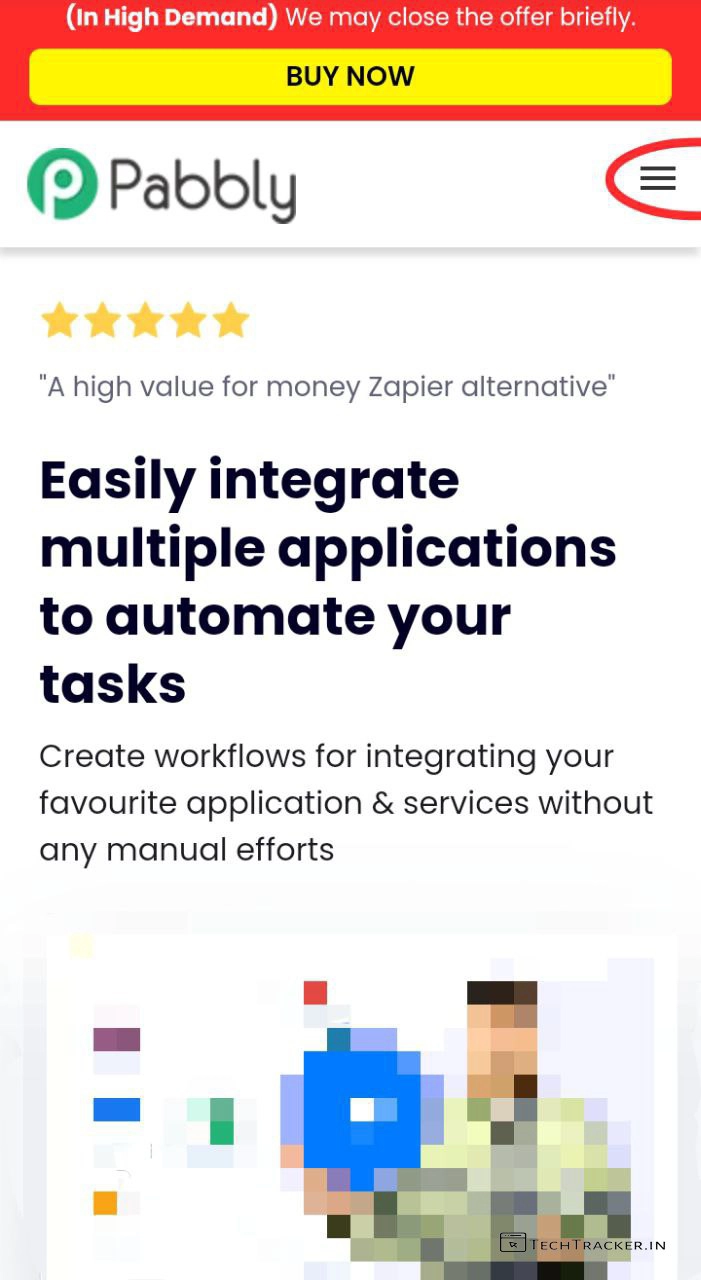 (In High Demand) We may close the offer briefly.
BUY NOW
Pabbly
"A high value for money Zapier alternative"
Easily integrate
multiple applications
to automate your
tasks
Create workflows for integrating your
favourite application & services without
any manual efforts
TechTracker.in